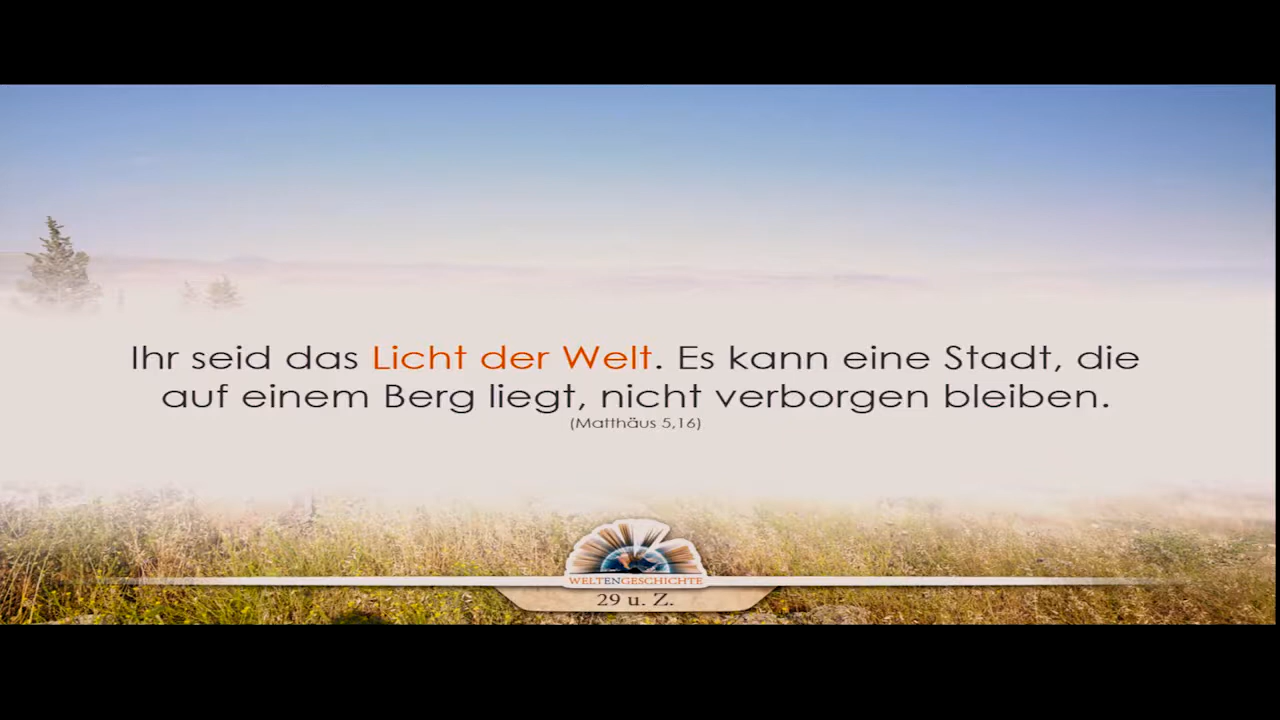 Ihr seid das Licht der Welt. Es kann eine Stadt, die
auf einem Berg liegt, nicht verborgen bleiben.
(Matthäus 5,16)
WELTENGESCHICHTE
29 u. Z.